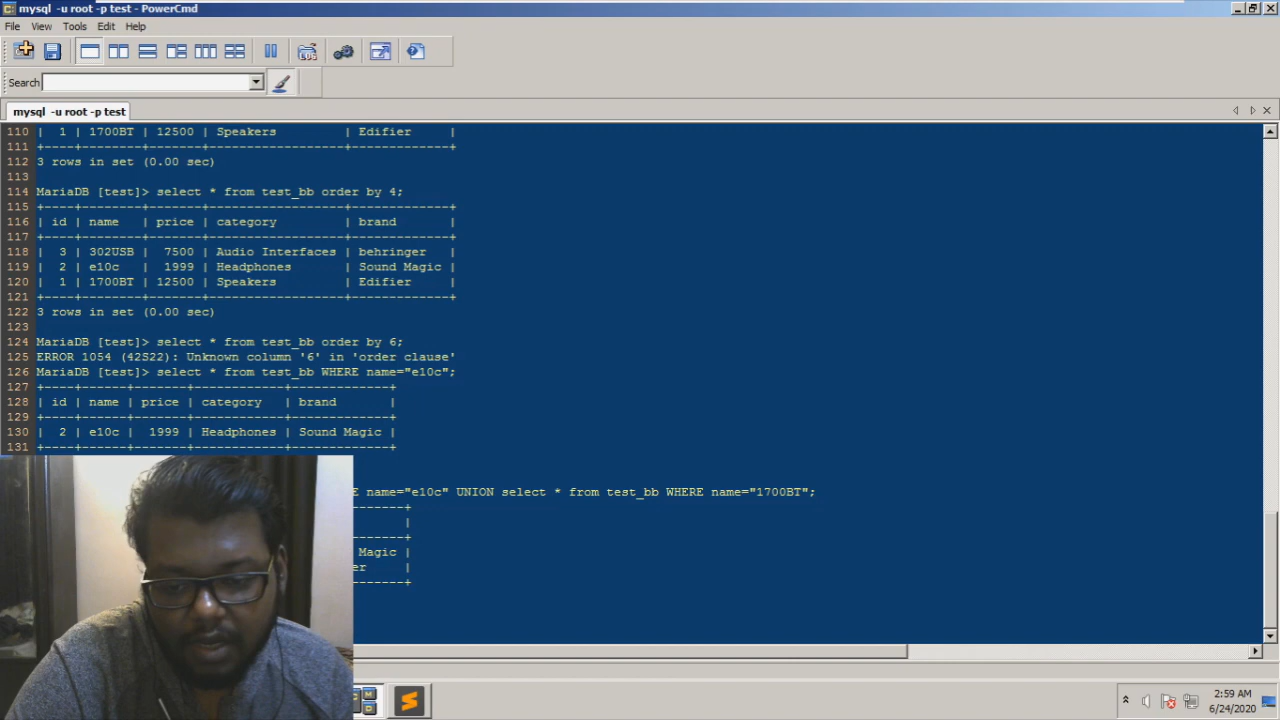 mysql -u root -p test - PowerCmd
File View Tools Edit Help
Search
mysql -u root -p test
110 | 1 | 1700BT | 12500 | Speakers | Edifier |
111 +----+--------+-------+------------------+-------------+
112 3 rows in set (0.00 sec)
113
114 MariaDB [test]> select * from test_bb order by 4;
115 +----+--------+-------+------------------+-------------+
116 | id | name | price | category | brand |
117 +----+--------+-------+------------------+-------------+
118 | 3 | 302USB | 7500 | Audio Interfaces | behringer |
119 | 2 | e10c | 1999 | Headphones | Sound Magic |
120 | 1 | 1700BT | 12500 | Speakers | Edifier |
121 +----+--------+-------+------------------+-------------+
122 3 rows in set (0.00 sec)
123
124 MariaDB [test]> select * from test_bb order by 6;
125 ERROR 1054 (42S22): Unknown column '6' in 'order clause'
126 MariaDB [test]> select * from test_bb WHERE name="e10c";
127 +----+------+-------+------------+-------------+
128 | id | name | price | category | brand |
129 +----+------+-------+------------+-------------+
130 | 2 | e10c | 1999 | Headphones | Sound Magic |
131 +----+------+-------+------------+-------------+
E name="e10c" UNION select * from test_bb WHERE name="1700BT";
-------+
|
-------+
Magic |
er |
-------+
2:59 AM
6/24/2020